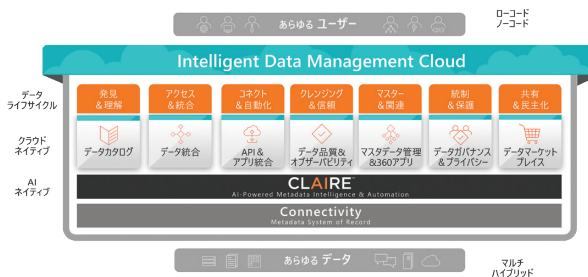 あらゆる ユーザー
ローコード
ノーコード
Intelligent Data Management Cloud
データ
ライフサイクル
発見
&理解
アクセス
&統合
コネクト
&自動化
クレンジング
&信頼
マスター
&関連
統制
&保護
共有
&民主化
クラウド
ネイティブ
データカタログ
データ統合
API &
アプリ統合
データ品質&
オブザーバビリティ
マスタデータ管理
&360アプリ
データガバナンス
&プライバシー
データマーケット
プレイス
AI
ネイティブ
CLAIRE™
AI-Powered Metadata Intelligence & Automation
Connectivity
Metadata System of Record
あらゆる データ
マルチ
ハイブリッド